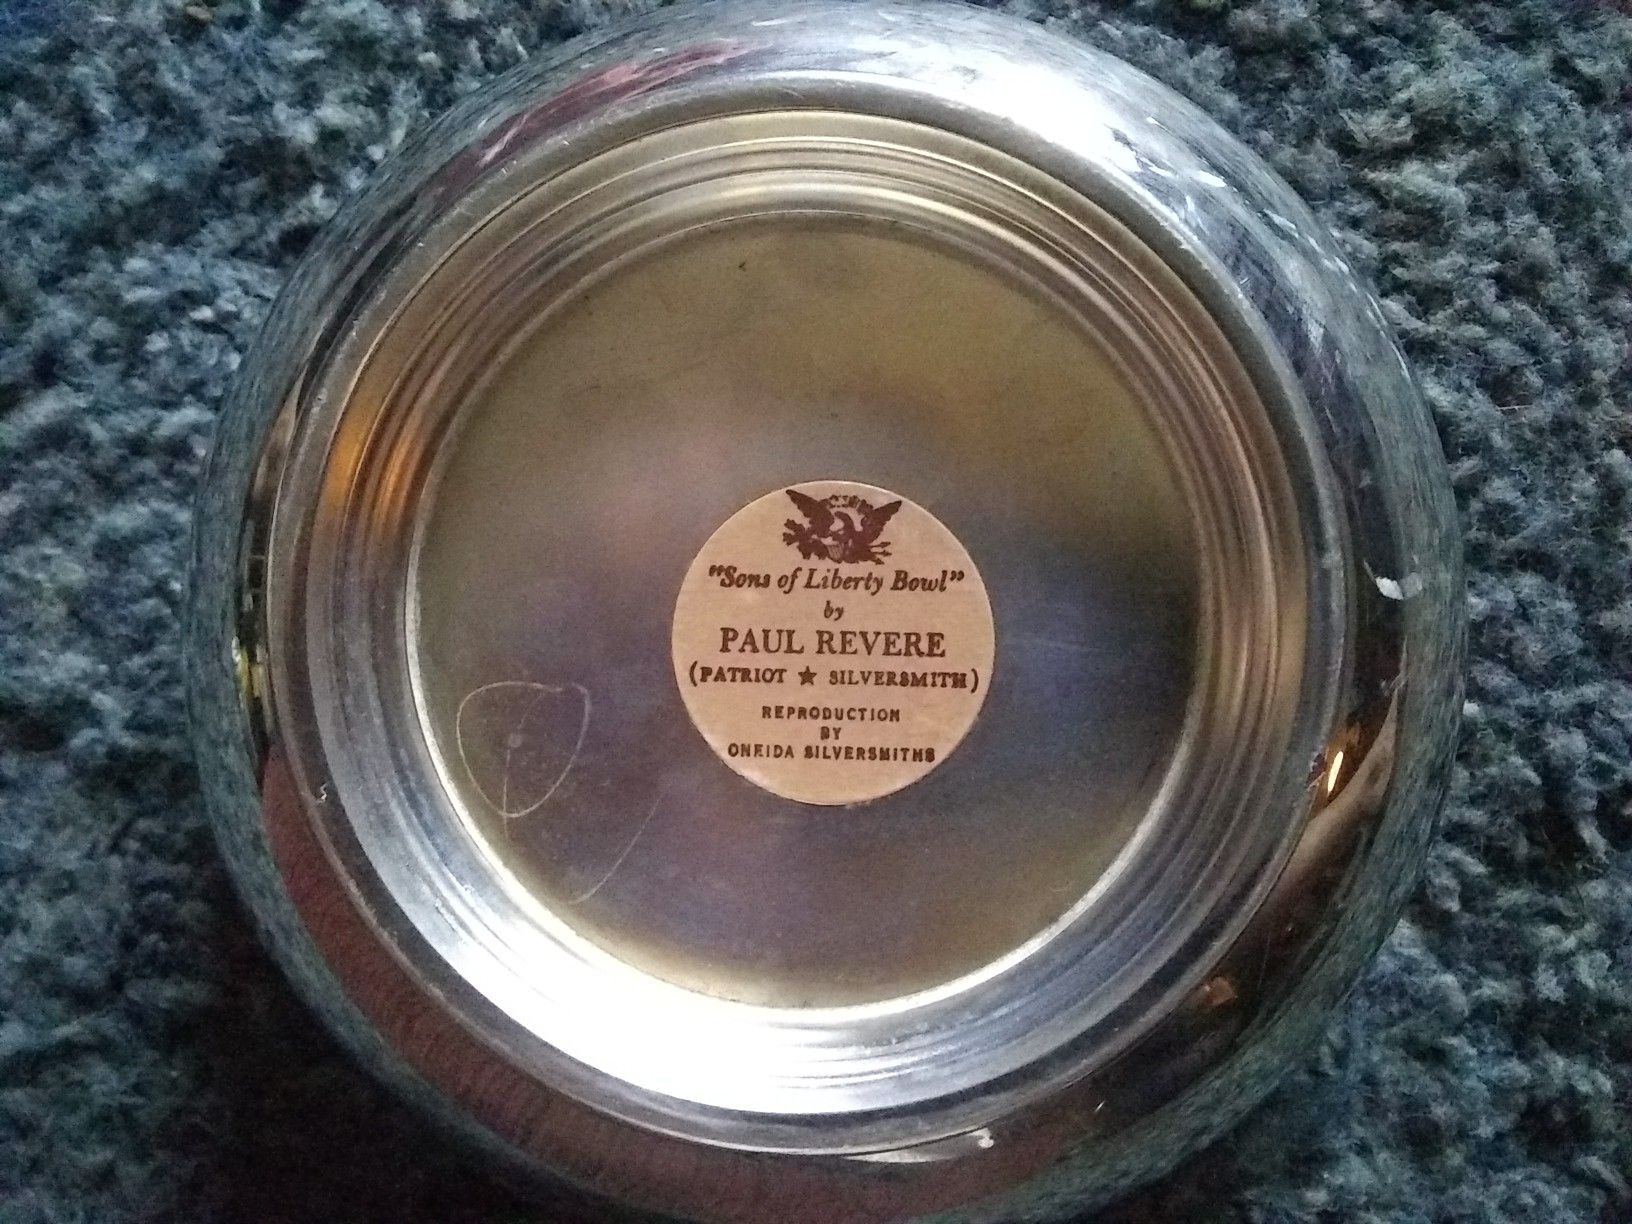 "Sons of Liberty Bowl"
by
PAUL REVERE
(PATRIOT ★ SILVERSMITH)
REPRODUCTION
BY
ONEIDA SILVERSMITHS